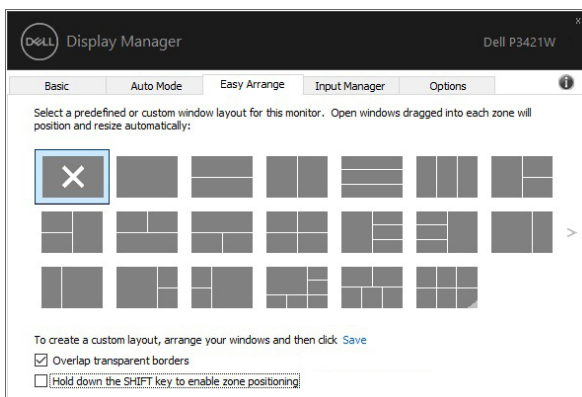 DELL Display Manager Dell P3421W
x
Basic Auto Mode Easy Arrange Input Manager Options i
Select a predefined or custom window layout for this monitor. Open windows dragged into each zone will
position and resize automatically:
>
To create a custom layout, arrange your windows and then click Save
Overlap transparent borders
Hold down the SHIFT key to enable zone positioning